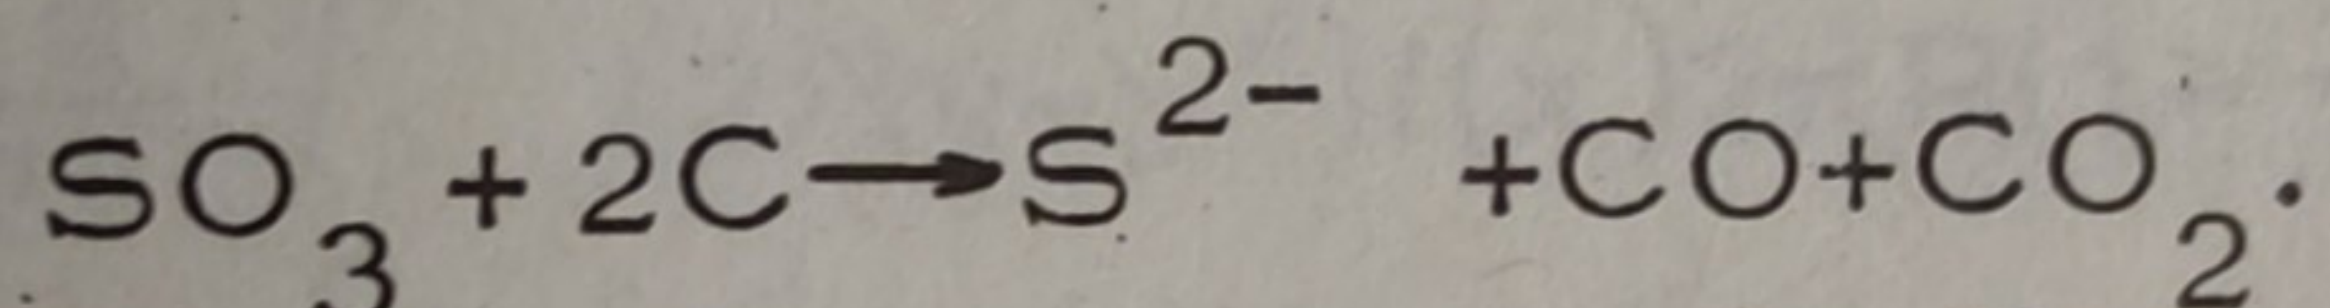 SO₃ + 2C → S²⁻ + CO + CO₂.